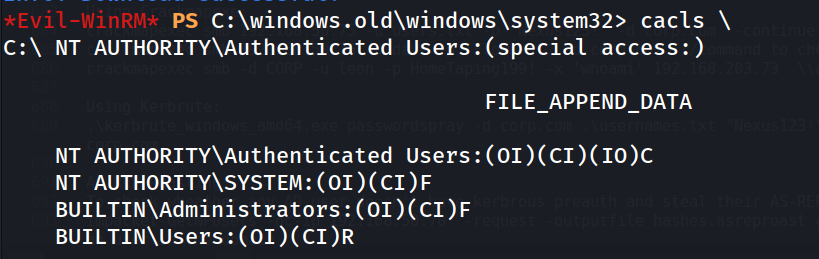 *Evil-WinRM* PS C:\windows.old\windows\system32> cacls \
C:\ NT AUTHORITY\Authenticated Users:(special access:)
FILE_APPEND_DATA
NT AUTHORITY\Authenticated Users:(OI)(CI)(IO)C
NT AUTHORITY\SYSTEM:(OI)(CI)F
BUILTIN\Administrators:(OI)(CI)F
BUILTIN\Users:(OI)(CI)R